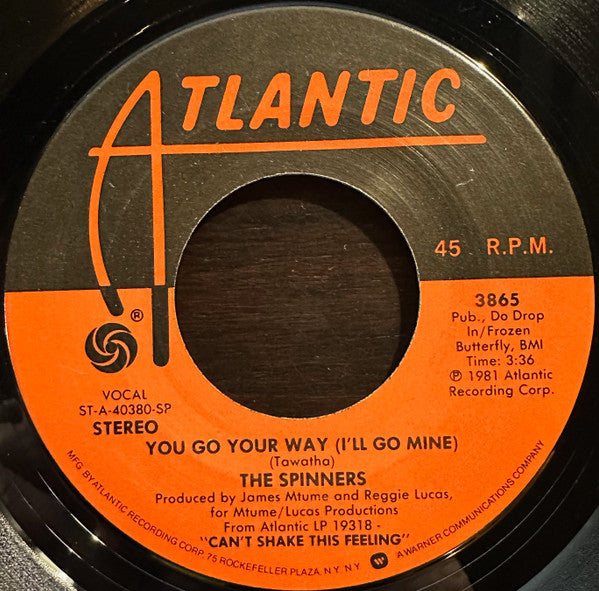 ATLANTIC
45 R.P.M.
®
3865
Pub., Do Drop
In/Frozen
Butterfly, BMI
Time: 3:36
℗ 1981 Atlantic
Recording Corp.
VOCAL
ST-A-40380-SP
STEREO
YOU GO YOUR WAY (I'LL GO MINE)
(Tawatha)
THE SPINNERS
Produced by James Mtume and Reggie Lucas,
for Mtume/Lucas Productions
From Atlantic LP 19318 -
"CAN'T SHAKE THIS FEELING"
MFG. BY ATLANTIC RECORDING CORP. 75 ROCKEFELLER PLAZA, N.Y. N.Y. W A WARNER COMMUNICATIONS COMPANY